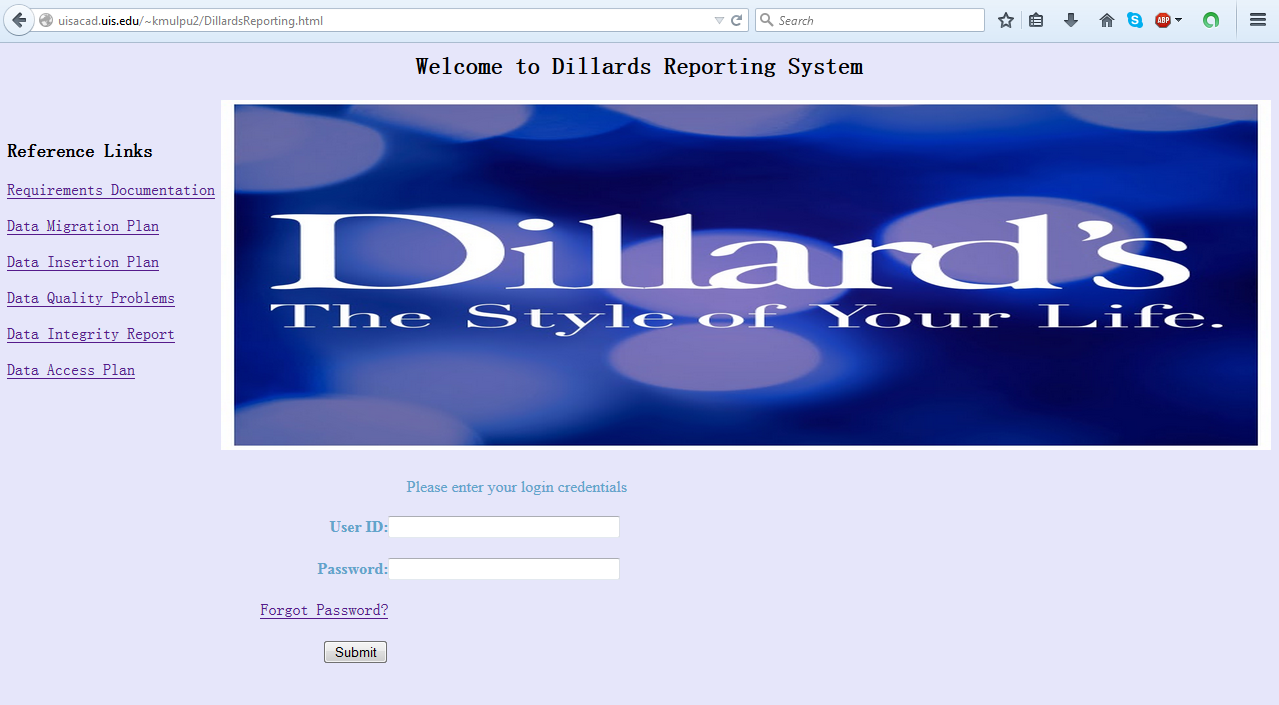 uisacad.uis.edu/~kmulpu2/DillardsReporting.html
Search
S
ABP
Welcome to Dillards Reporting System
Reference Links
Requirements Documentation
Data Migration Plan
Data Insertion Plan
Data Quality Problems
Data Integrity Report
Data Access Plan
Dillard's
The Style of Your Life.
Please enter your login credentials
User ID:
Password:
Forgot Password?
Submit